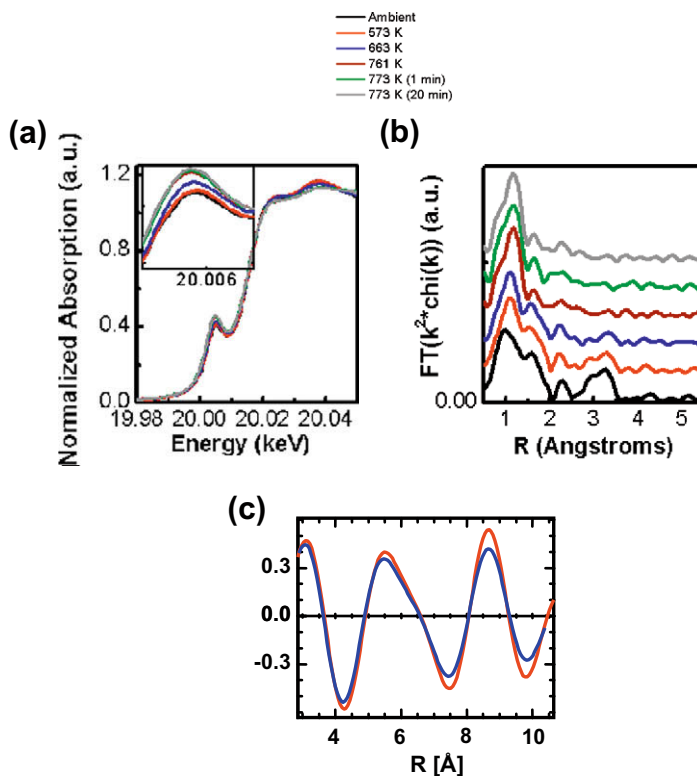 Ambient
573 K
663 K
761 K
773 K (1 min)
773 K (20 min)
(a)
(b)
Normalized Absorption (a.u.)
1.2
0.8
0.4
0.0
20.006
19.98 20.00 20.02 20.04
Energy (keV)
FT(k²*chi(k)) (a.u.)
0.00
1 2 3 4 5
R (Angstroms)
(c)
0.3
0.0
-0.3
4 6 8 10
R [Å]